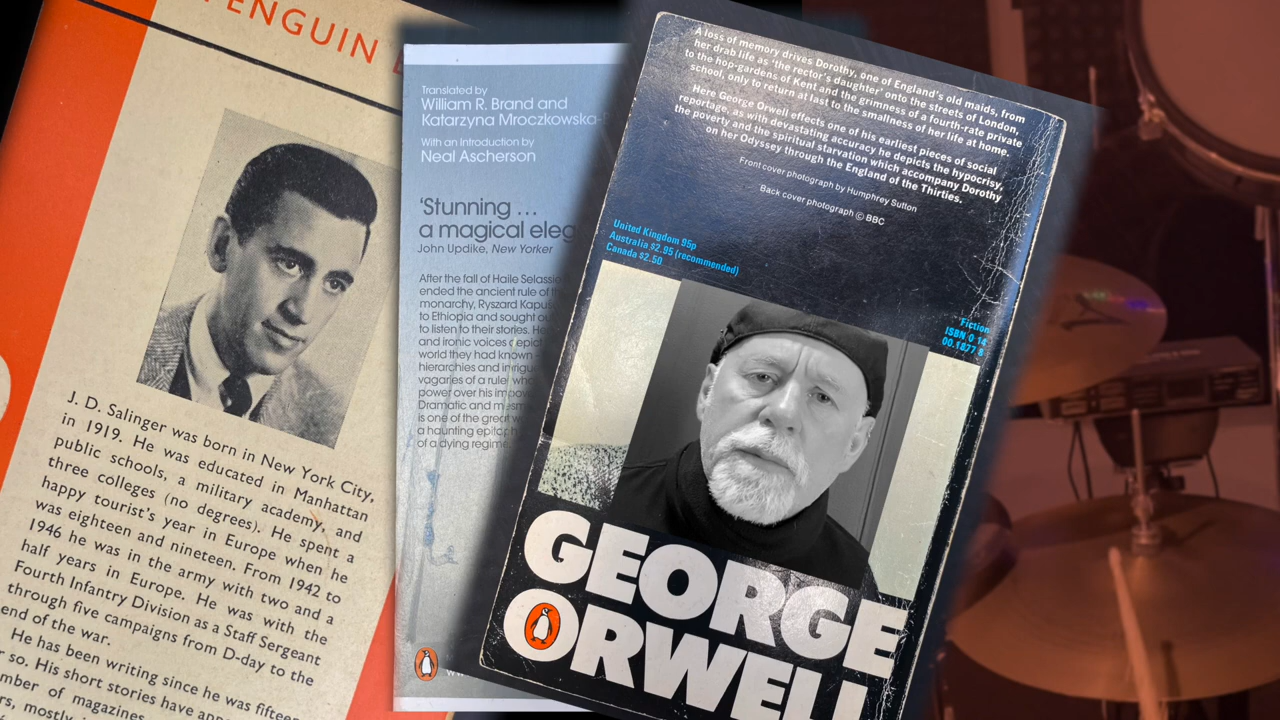 PENGUIN
J. D. Salinger was born in New York City,
in 1919. He was educated in Manhattan
public schools, a military academy, and
three colleges (no degrees). He spent a
happy tourist's year in Europe when he
was eighteen and nineteen. From 1942 to
1946 he was in the army with two and a
half years in Europe. He was with the
Fourth Infantry Division as a Staff Sergeant
through five campaigns from D-day to the
end of the war.
He has been writing since he was fifteen
or so. His short stories have
of magazines
mostly
Translated by
William R. Brand and
Katarzyna Mroczkowska-
With an Introduction by
Neal Ascherson
'Stunning ...
a magical eleg
John Updike, New Yorker
After the fall of Haile Selassie
ended the ancient rule of
monarchy, Ryszard
to Ethiopia and sought
to listen to their stories.
and ironic voices
world they had known
hierarchies and
vagaries of a ruler who
power over his
Dramatic and
is one of the great
a haunting
of a dying regime
A loss of memory drives Dorothy, one of England's old maids, from
her drab life as 'the rector's daughter' onto the streets of London,
to the hop-gardens of Kent and the grimness of a fourth-rate private
school, only to return at last to the smallness of her life at home.
Here George Orwell effects one of his earliest pieces of social
reportage, as with devastating accuracy he depicts the hypocrisy,
the poverty and the spiritual starvation which accompany Dorothy
on her Odyssey through the England of the Thirties.
Front cover photograph by Humphrey Sutton
Back cover photograph © BBC
United Kingdom 95p
Australia $2.95 (recommended)
Canada $2.50
Fiction
ISBN 0 14
00.1877 8
GEORGE
ORWELL